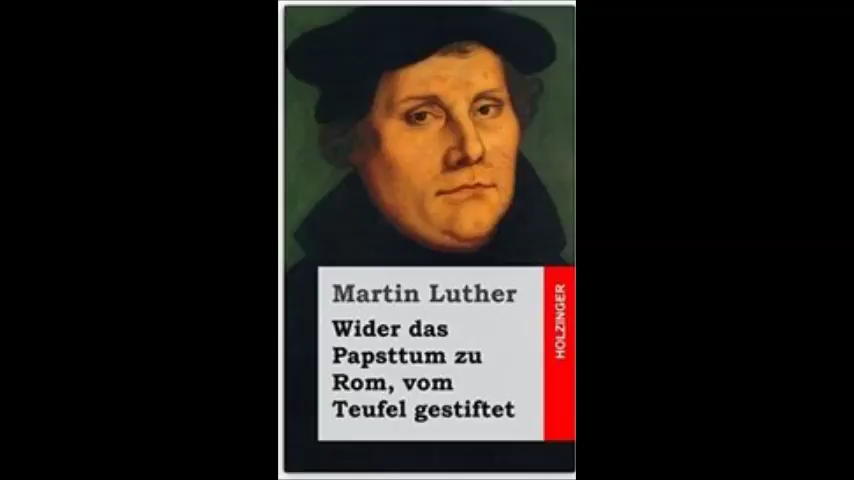 Martin Luther
Wider das
Papsttum zu
Rom, vom
Teufel gestiftet
HOLZINGER